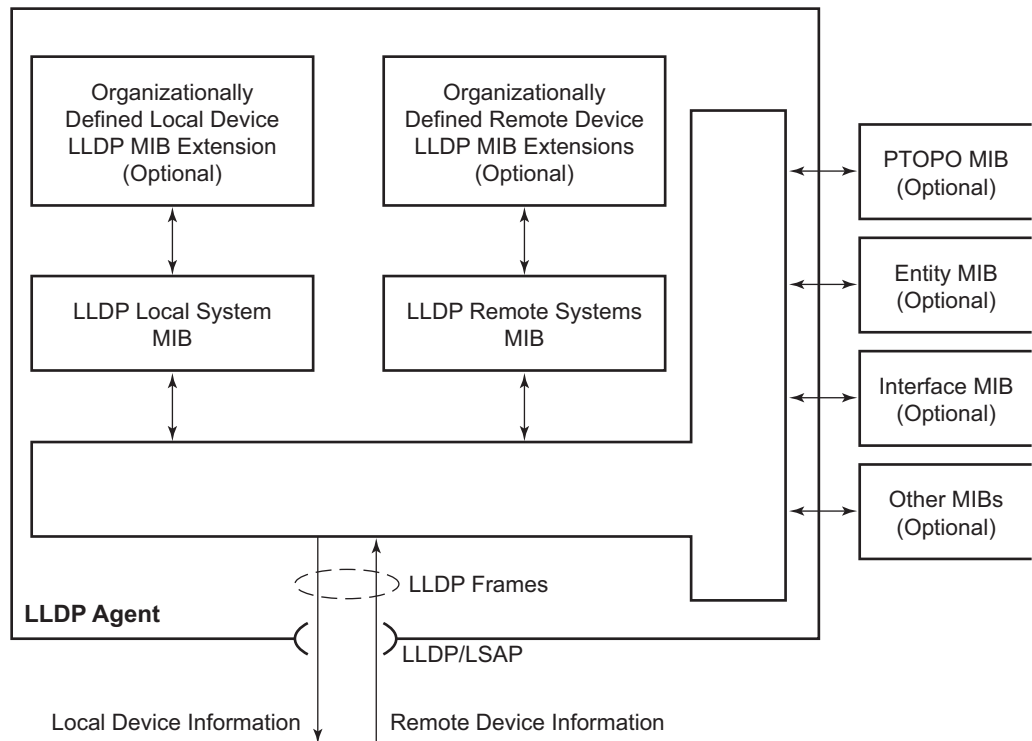 Organizationally
Defined Local Device
LLDP MIB Extension
(Optional)
Organizationally
Defined Remote Device
LLDP MIB Extensions
(Optional)
LLDP Local System
MIB
LLDP Remote Systems
MIB
PTOPO MIB
(Optional)
Entity MIB
(Optional)
Interface MIB
(Optional)
Other MIBs
(Optional)
LLDP Frames
LLDP Agent
LLDP/LSAP
Local Device Information
Remote Device Information